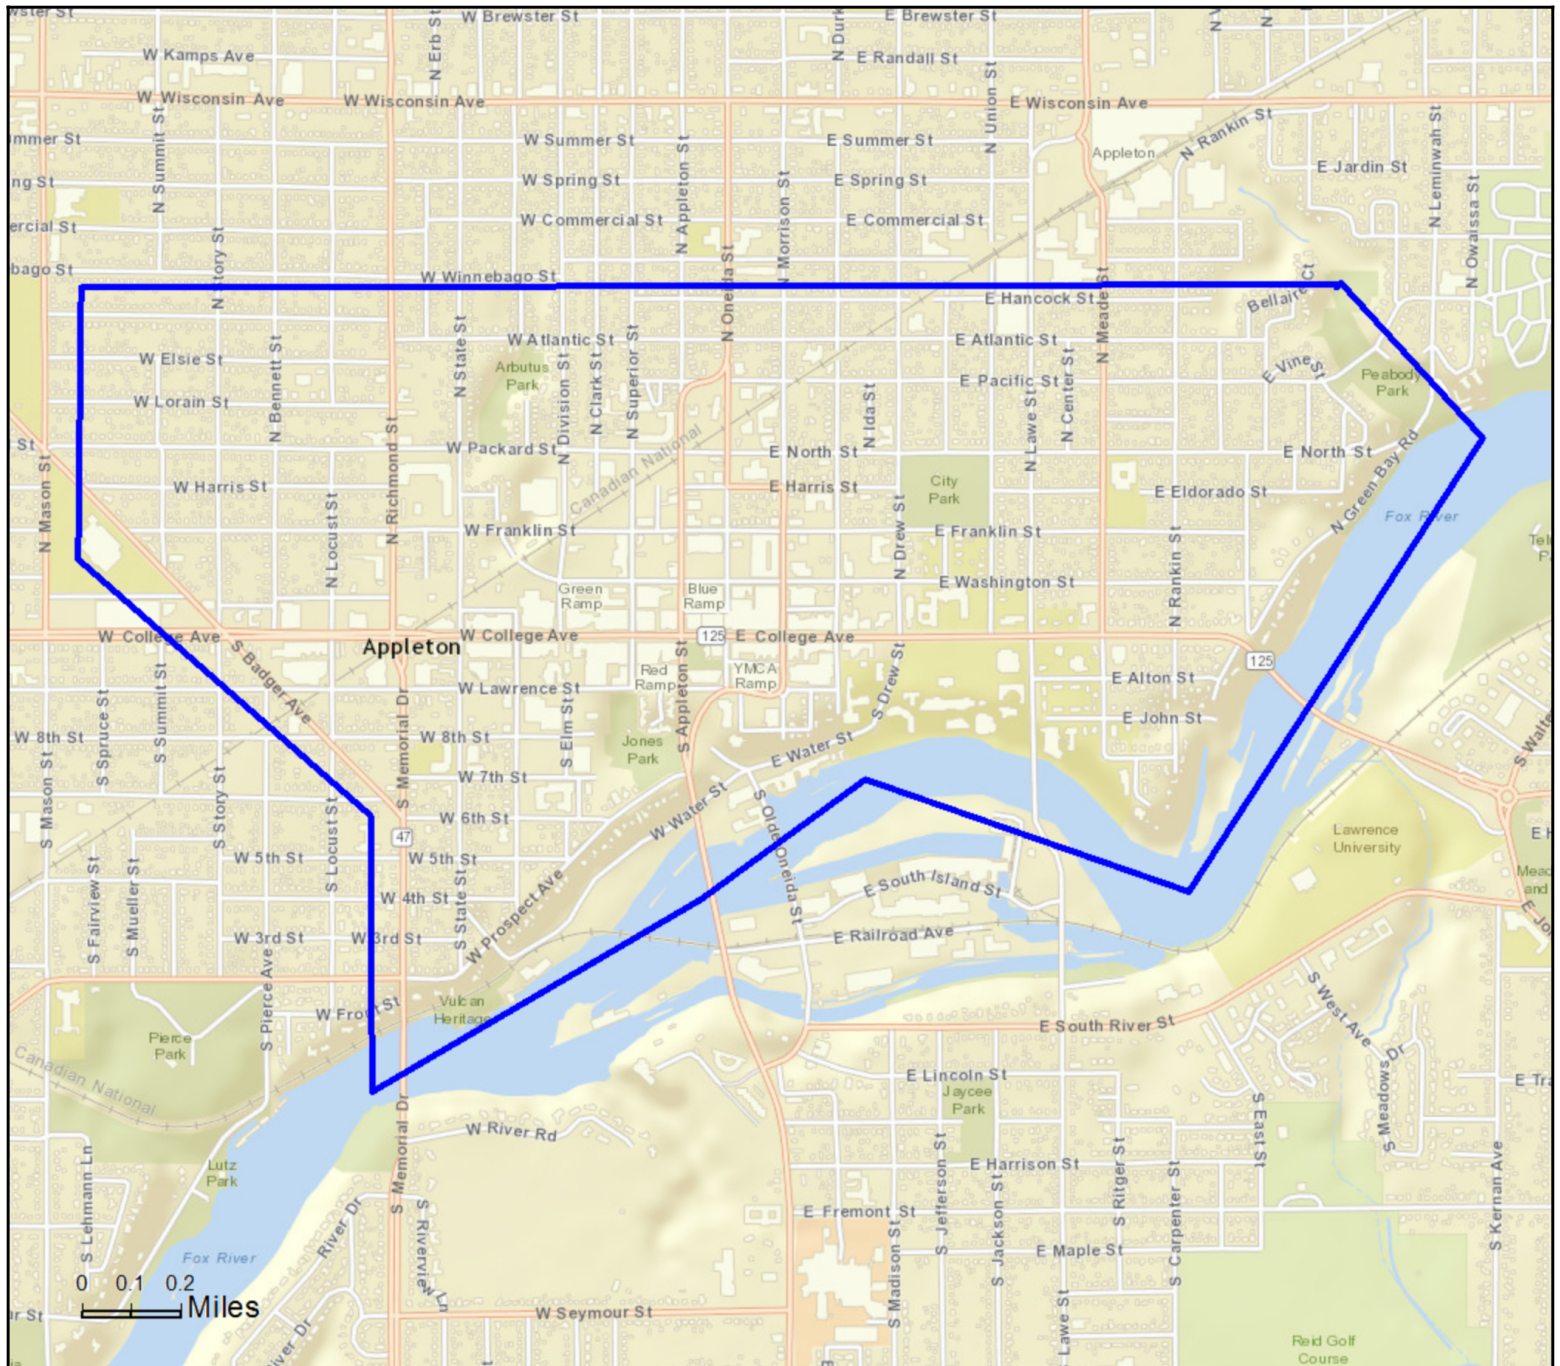 W Brewster St
E Brewster St
N Erb St
W Kamps Ave
E Randall St
W Wisconsin Ave
W Wisconsin Ave
E Wisconsin Ave
N Union St
N Summit St
W Summer St
E Summer St
N Appleton St
Appleton
N Rankin St
E Jardin St
N Leminwah St
W Spring St
E Spring St
N Morrison St
N Owaissa St
W Commercial St
E Commercial St
N Story St
N Oneida St
W Winnebago St
E Hancock St
N Meade St
Bellaire Ct
W Atlantic St
E Atlantic St
N State St
W Elsie St
N Bennett St
Arbutus
Park
N Division St
N Clark St
N Superior St
E Pacific St
N Center St
E Vine St
Peabody
Park
W Lorain St
N Ida St
N Lawe St
N Richmond St
W Packard St
Canadian National
E North St
E North St
N Green Bay Rd
N Mason St
W Harris St
E Harris St
City
Park
E Eldorado St
Fox River
N Locust St
W Franklin St
N Drew St
E Franklin St
N Rankin St
Green
Ramp
Blue
Ramp
E Washington St
W College Ave
Appleton
W College Ave
125
E College Ave
125
S Badger Ave
S Spruce St
S Summit St
W Lawrence St
Red
Ramp
YMCA
Ramp
S Appleton St
S Drew St
E Alton St
E John St
W 8th St
S Memorial Dr
W 8th St
S Elm St
Jones
Park
E Water St
W 7th St
S Mason St
S Story St
S Locust St
47
W 6th St
W Water St
S Olde Oneida St
Lawrence
University
W 5th St
W 5th St
S Fairview St
S Mueller St
W 4th St
S State St
W Prospect Ave
E South Island St
W 3rd St
W 3rd St
E Railroad Ave
S Pierce Ave
W Front St
Vulcan
Heritage
S West Ave
E South River St
Pierce
Park
Canadian National
E Lincoln St
Jaycee
Park
S Meadows Dr
S East St
W River Rd
S Memorial Dr
S Lehmann Ln
Lutz
Park
E Harrison St
S Jefferson St
S Jackson St
S Ritger St
S Carpenter St
S Kernan Ave
River Dr
S Riverview Ln
E Fremont St
S Madison St
E Maple St
Fox River
0 0.1 0.2
Miles
W Seymour St
Lawe St
Reid Golf
Course